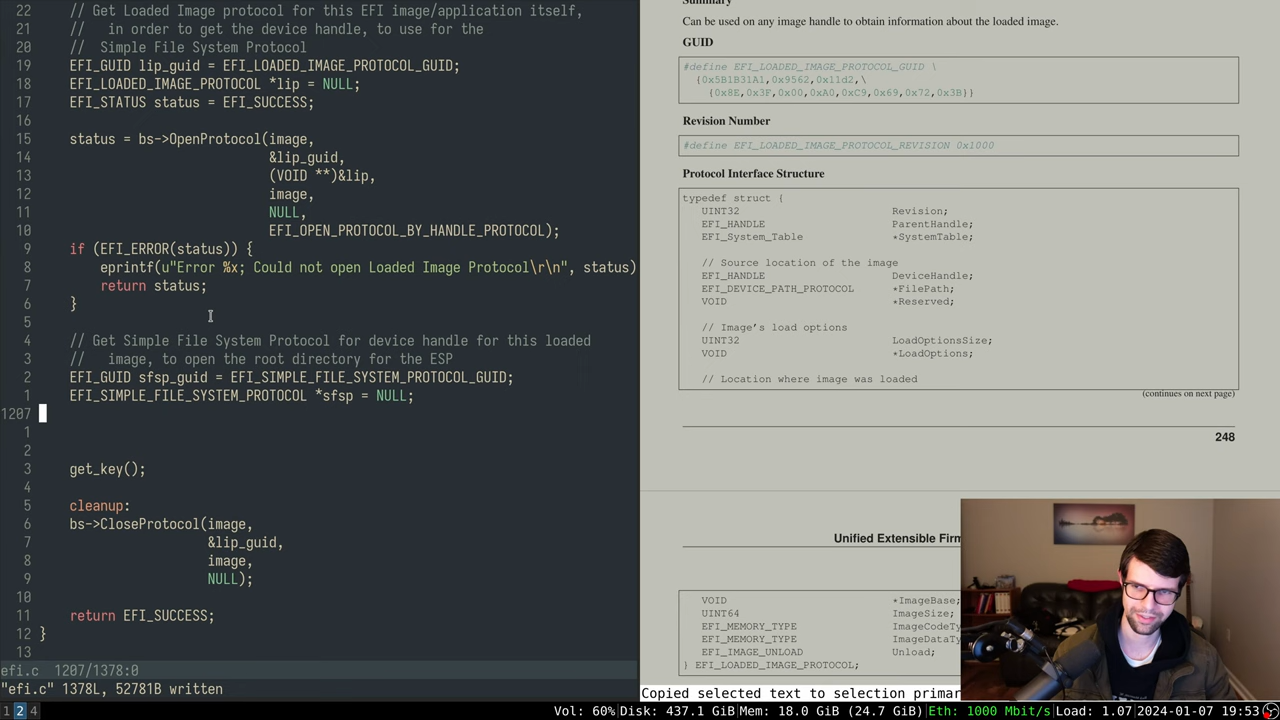 22    // Get Loaded Image protocol for this EFI image/application itself,
21    //   in order to get the device handle, to use for the
20    //  Simple File System Protocol
19    EFI_GUID lip_guid = EFI_LOADED_IMAGE_PROTOCOL_GUID;
18    EFI_LOADED_IMAGE_PROTOCOL *lip = NULL;
17    EFI_STATUS status = EFI_SUCCESS;
16
15    status = bs->OpenProtocol(image,
14                              &lip_guid,
13                              (VOID **)&lip,
12                              image,
11                              NULL,
10                              EFI_OPEN_PROTOCOL_BY_HANDLE_PROTOCOL);
9    if (EFI_ERROR(status)) {
8        eprintf(u"Error %x; Could not open Loaded Image Protocol\r\n", status)
7        return status;
6    }
5
4    // Get Simple File System Protocol for device handle for this loaded
3    //   image, to open the root directory for the ESP
2    EFI_GUID sfsp_guid = EFI_SIMPLE_FILE_SYSTEM_PROTOCOL_GUID;
1    EFI_SIMPLE_FILE_SYSTEM_PROTOCOL *sfsp = NULL;
1207
1
2
3    get_key();
4
5    cleanup:
6    bs->CloseProtocol(image,
7                      &lip_guid,
8                      image,
9                      NULL);
10
11    return EFI_SUCCESS;
12 }
13
efi.c  1207/1378:0
"efi.c" 1378L, 52781B written
Can be used on any image handle to obtain information about the loaded image.
GUID
#define EFI_LOADED_IMAGE_PROTOCOL_GUID \
{0x5B1B31A1,0x9562,0x11d2,\
{0x8E,0x3F,0x00,0xA0,0xC9,0x69,0x72,0x3B}}
Revision Number
#define EFI_LOADED_IMAGE_PROTOCOL_REVISION 0x1000
Protocol Interface Structure
typedef struct {
UINT32 Revision;
EFI_HANDLE ParentHandle;
EFI_System_Table *SystemTable;
// Source location of the image
EFI_HANDLE DeviceHandle;
EFI_DEVICE_PATH_PROTOCOL *FilePath;
VOID *Reserved;
// Image's load options
UINT32 LoadOptionsSize;
VOID *LoadOptions;
// Location where image was loaded
(continues on next page)
248
Unified Extensible Firm
VOID *ImageBase;
UINT64 ImageSize;
EFI_MEMORY_TYPE ImageCodeTy
EFI_MEMORY_TYPE ImageDataTy
EFI_IMAGE_UNLOAD Unload;
} EFI_LOADED_IMAGE_PROTOCOL;
Copied selected text to selection primar
1 2 4 Vol: 60%|Disk: 437.1 GiB|Mem: 18.0 GiB (24.7 GiB)|Eth: 1000 Mbit/s|Load: 1.07|2024-01-07 19:53